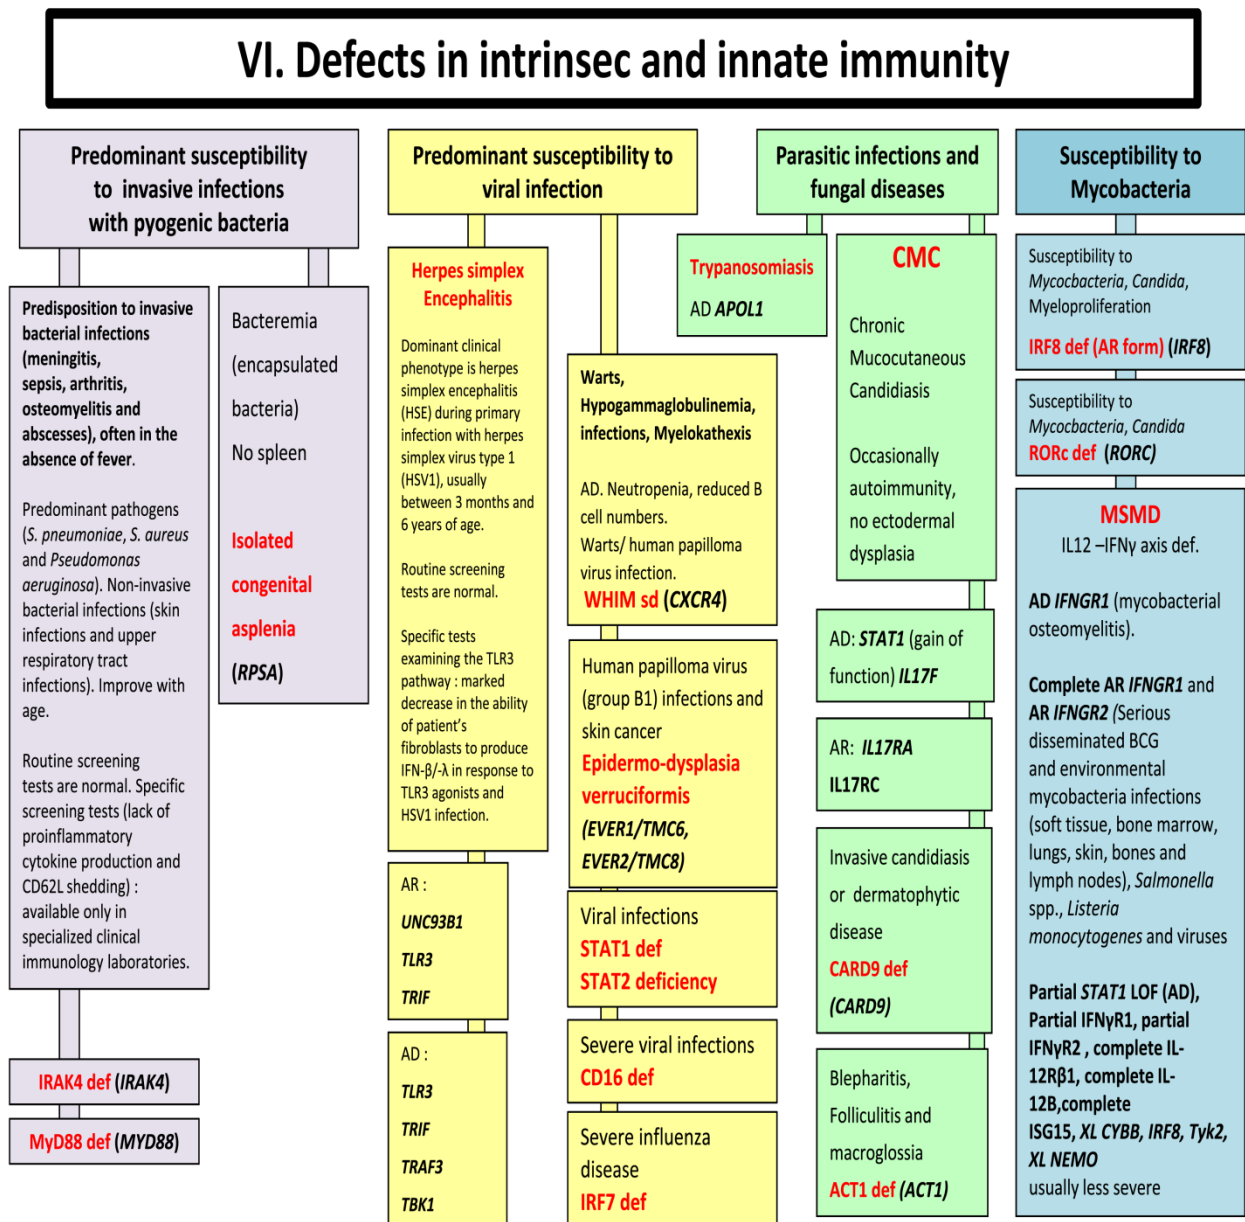 VI. Defects in intrinsec and innate immunity
Predominant susceptibility
to invasive infections
with pyogenic bacteria
Predisposition to invasive
bacterial infections
(meningitis,
sepsis, arthritis,
osteomyelitis and
abscesses), often in the
absence of fever.
Predominant pathogens
(S. pneumoniae, S. aureus
and Pseudomonas
aeruginosa). Non-invasive
bacterial infections (skin
infections and upper
respiratory tract
infections). Improve with
age.
Routine screening
tests are normal. Specific
screening tests (lack of
proinflammatory
cytokine production and
CD62L shedding) :
available only in
specialized clinical
immunology laboratories.
IRAK4 def (IRAK4)
MyD88 def (MYD88)
Bacteremia
(encapsulated
bacteria)
No spleen
Isolated
congenital
asplenia
(RPSA)
Predominant susceptibility to
viral infection
Herpes simplex
Encephalitis
Dominant clinical
phenotype is herpes
simplex encephalitis
(HSE) during primary
infection with herpes
simplex virus type 1
(HSV1), usually
between 3 months and
6 years of age.
Routine screening
tests are normal.
Specific tests
examining the TLR3
pathway : marked
decrease in the ability
of patient's
fibroblasts to produce
IFN-β/-λ in response to
TLR3 agonists and
HSV1 infection.
AR :
UNC93B1
TLR3
TRIF
AD :
TLR3
TRIF
TRAF3
TBK1
Warts,
Hypogammaglobulinemia,
infections, Myelokathexis
AD. Neutropenia, reduced B
cell numbers.
Warts/ human papilloma
virus infection.
WHIM sd (CXCR4)
Human papilloma virus
(group B1) infections and
skin cancer
Epidermo-dysplasia
verruciformis
(EVER1/TMC6,
EVER2/TMC8)
Viral infections
STAT1 def
STAT2 deficiency
Severe viral infections
CD16 def
Severe influenza
disease
IRF7 def
Parasitic infections and
fungal diseases
Trypanosomiasis
AD APOL1
CMC
Chronic
Mucocutaneous
Candidiasis
Occasionally
autoimmunity,
no ectodermal
dysplasia
AD: STAT1 (gain of
function) IL17F
AR: IL17RA
IL17RC
Invasive candidiasis
or dermatophytic
disease
CARD9 def
(CARD9)
Blepharitis,
Folliculitis and
macroglossia
ACT1 def (ACT1)
Susceptibility to
Mycobacteria
Susceptibility to
Mycocbacteria, Candida,
Myeloproliferation
IRF8 def (AR form) (IRF8)
Susceptibility to
Mycocbacteria, Candida
RORc def (RORC)
MSMD
IL12 –IFNγ axis def.
AD IFNGR1 (mycobacterial
osteomyelitis).
Complete AR IFNGR1 and
AR IFNGR2 (Serious
disseminated BCG
and environmental
mycobacteria infections
(soft tissue, bone marrow,
lungs, skin, bones and
lymph nodes), Salmonella
spp., Listeria
monocytogenes and viruses
Partial STAT1 LOF (AD),
Partial IFNγR1, partial
IFNγR2 , complete IL-
12Rβ1, complete IL-
12B,complete
ISG15, XL CYBB, IRF8, Tyk2,
XL NEMO
usually less severe